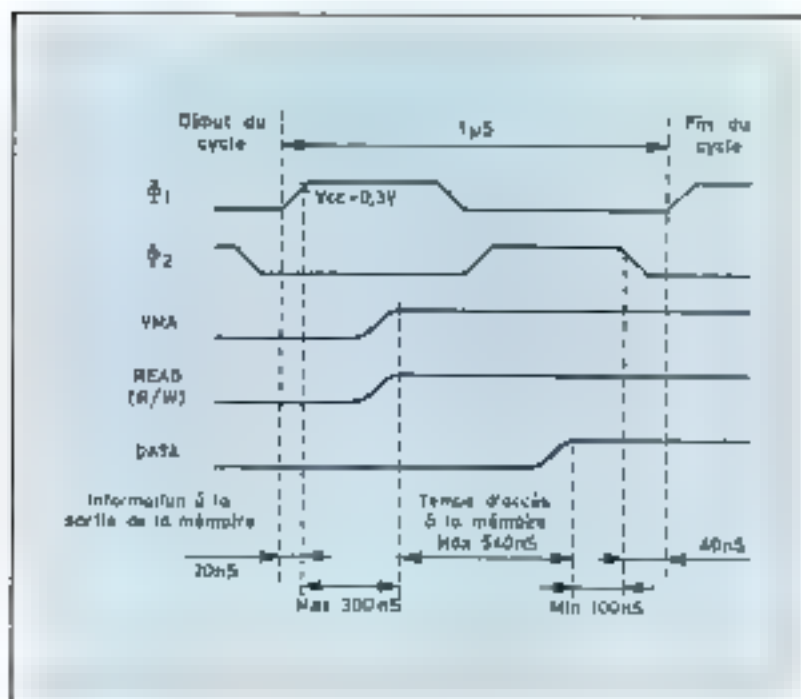 Début du
cycle
1µS
Fin du
cycle
Φ1
Vcc-0,3V
Φ2
VMA
READ
(R/W)
DATA
Information à la
sortie de la mémoire
Temps d'accès
à la mémoire
Max 540nS
20nS
40nS
Max 300nS
Min 100nS